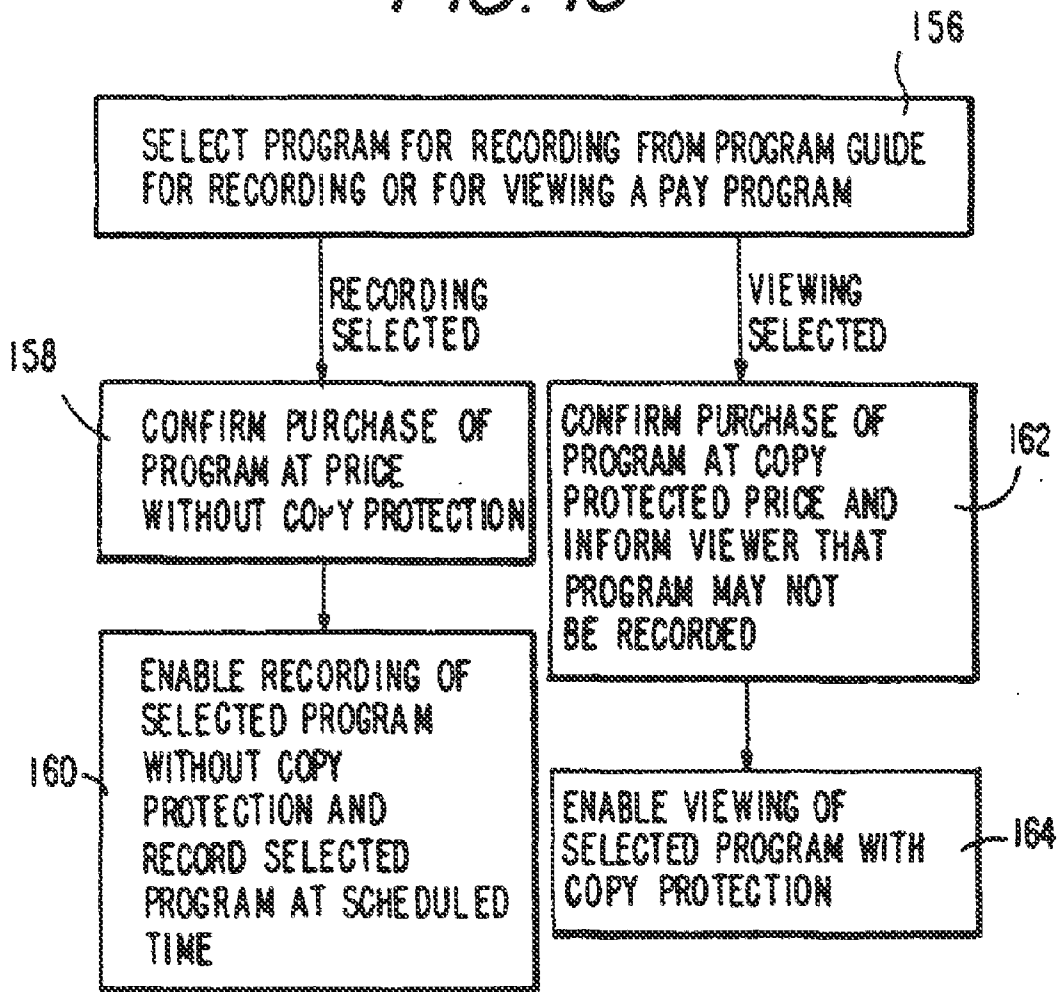 156
SELECT PROGRAM FOR RECORDING FROM PROGRAM GUIDE
FOR RECORDING OR FOR VIEWING A PAY PROGRAM
RECORDING
SELECTED
VIEWING
SELECTED
158
CONFIRM PURCHASE OF
PROGRAM AT PRICE
WITHOUT COPY PROTECTION
CONFIRM PURCHASE OF
PROGRAM AT COPY
PROTECTED PRICE AND
INFORM VIEWER THAT
PROGRAM MAY NOT
BE RECORDED
162
160
ENABLE RECORDING OF
SELECTED PROGRAM
WITHOUT COPY
PROTECTION AND
RECORD SELECTED
PROGRAM AT SCHEDULED
TIME
ENABLE VIEWING OF
SELECTED PROGRAM WITH
COPY PROTECTION
164